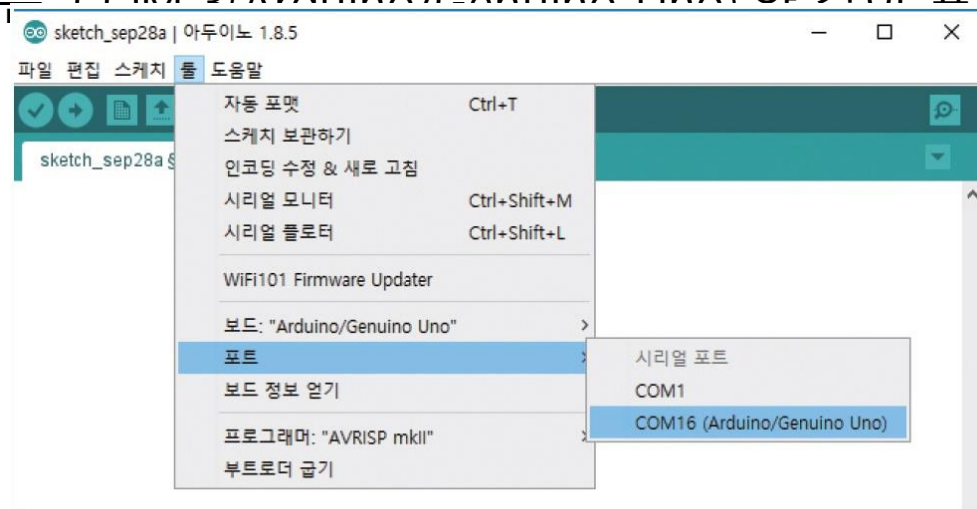 sketch_sep28a | 아두이노 1.8.5
파일 편집 스케치 툴 도움말
자동 포맷 Ctrl+T
스케치 보관하기
sketch_sep28a §
인코딩 수정 & 새로 고침
시리얼 모니터 Ctrl+Shift+M
시리얼 플로터 Ctrl+Shift+L
WiFi101 Firmware Updater
보드: "Arduino/Genuino Uno"
포트
시리얼 포트
보드 정보 얻기
COM1
COM16 (Arduino/Genuino Uno)
프로그래머: "AVRISP mkII"
부트로더 굽기